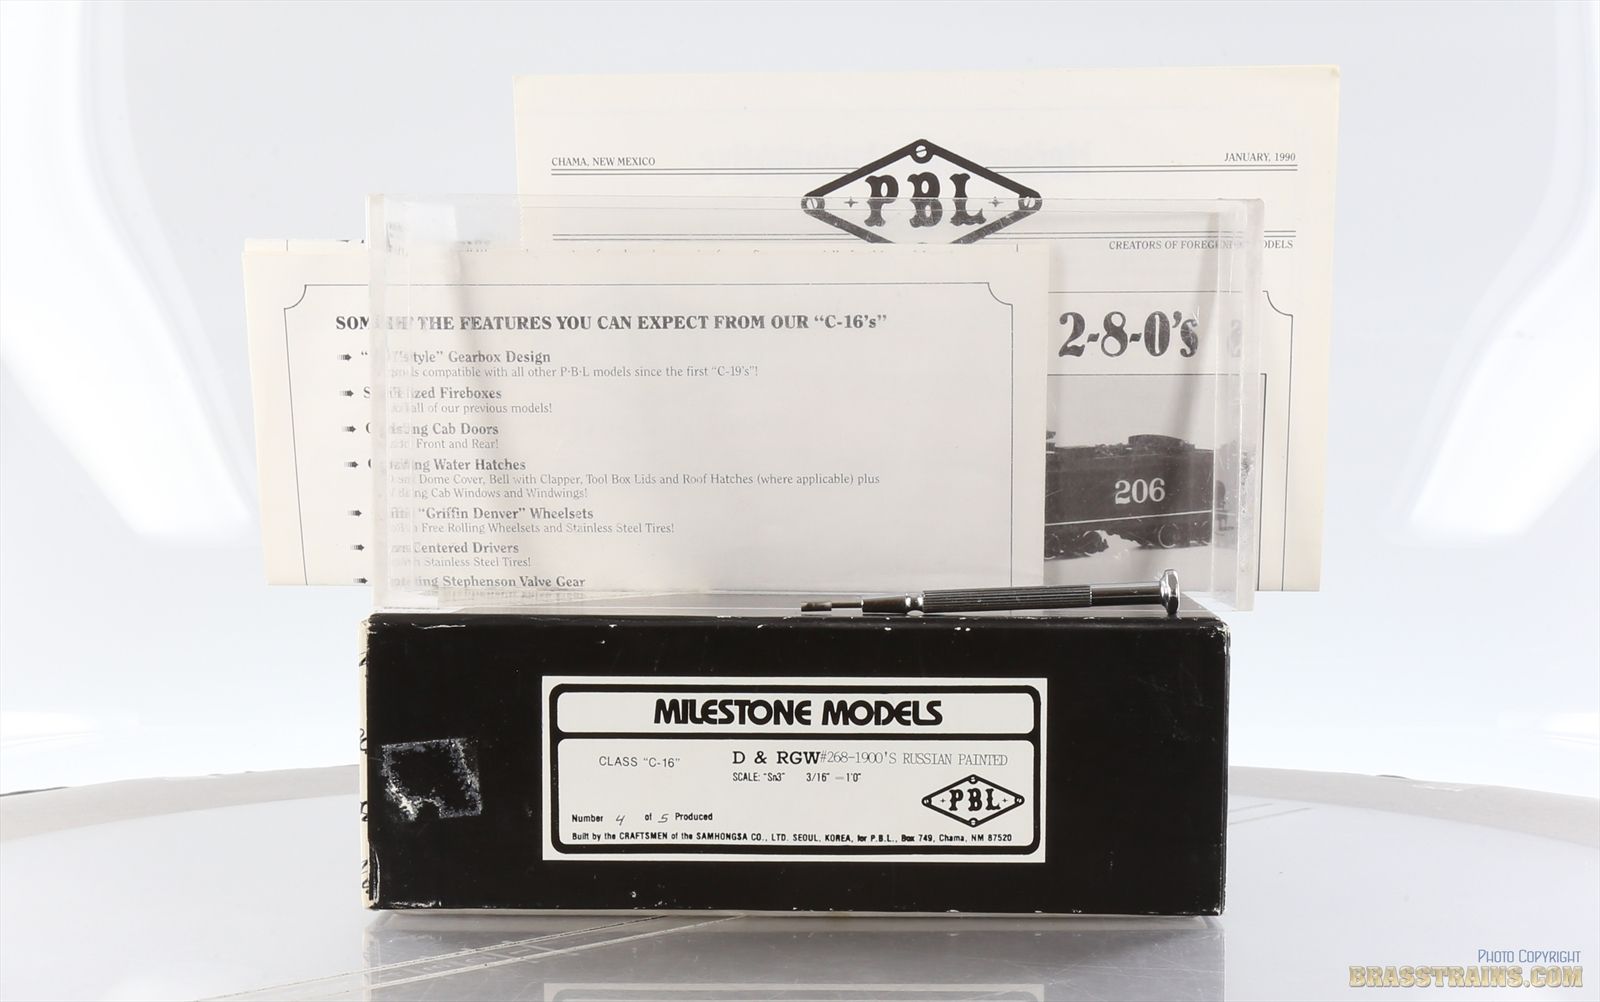 CHAMA, NEW MEXICO
JANUARY, 1990
PBL
CREATORS OF DELS
2-8-0's
206
THE FEATURES YOU CAN EXPECT FROM OUR “C-16's”
Gearbox Design
compatible with all other P·B·L models since the first “C-19's”!
Fireboxes
all of our previous models!
Cab Doors
Front and Rear!
Water Hatches
Dome Cover, Bell with Clapper, Tool Box Lids and Roof Hatches (where applicable) plus
Cab Windows and Windwings!
“Griffin Denver” Wheelsets
Free Rolling Wheelsets and Stainless Steel Tires!
Centered Drivers
Stainless Steel Tires!
Stephenson Valve Gear
MILESTONE MODELS
CLASS "C-16" D & RGW #268-1900'S RUSSIAN PAINTED
SCALE: "Sn3" 3/16" = 1'0"
PBL
Number 4 of 5 Produced
Built by the CRAFTSMEN of the SAMHONGSA CO., LTD. SEOUL, KOREA, for P.B.L., Box 749, Chama, NM 87520
PHOTO COPYRIGHT
BRASSTRAINS.COM